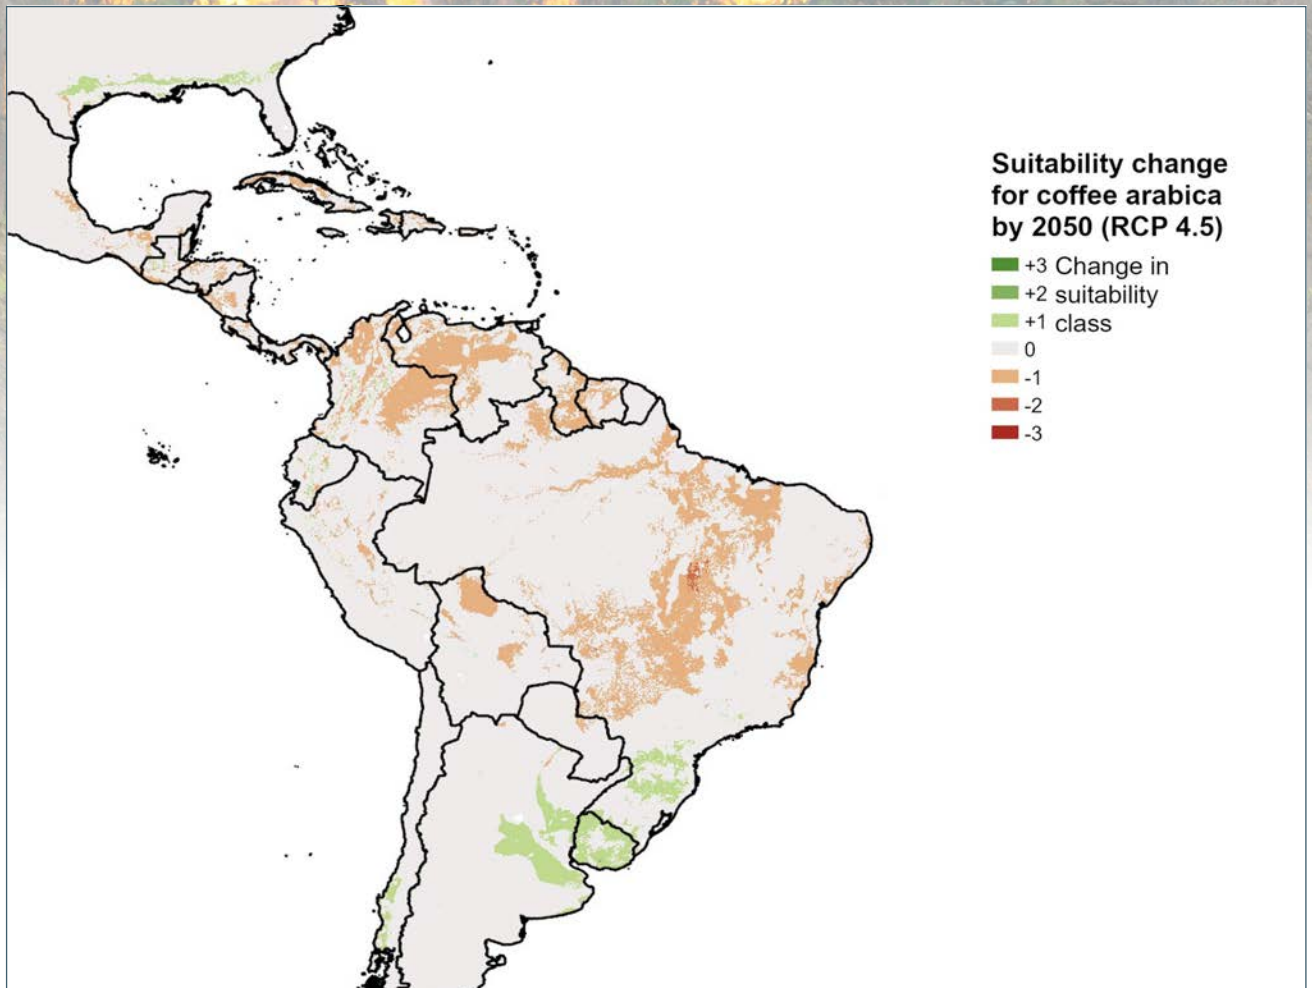 Suitability change
for coffee arabica
by 2050 (RCP 4.5)
+3 Change in
+2 suitability
+1 class
0
-1
-2
-3